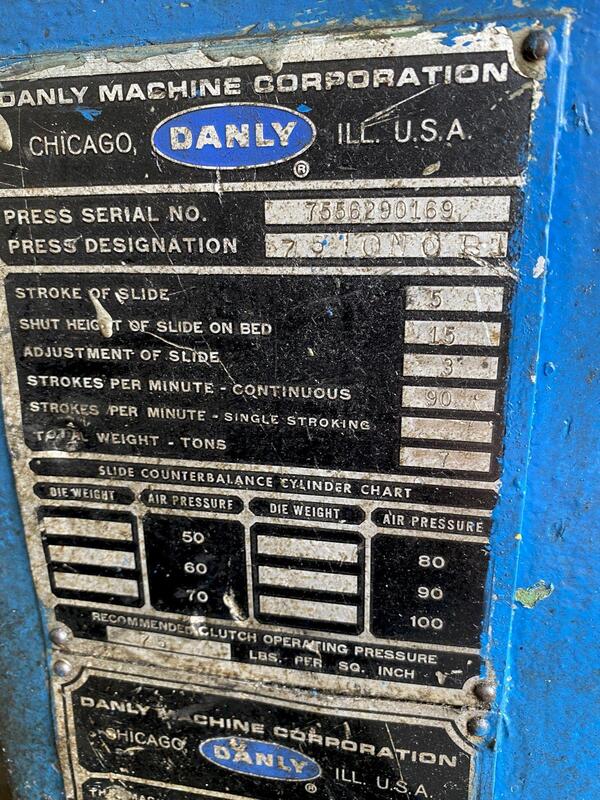 DANLY MACHINE CORPORATION
CHICAGO, DANLY ® ILL. U.S.A.
PRESS SERIAL NO. 7556290169
PRESS DESIGNATION
STROKE OF SLIDE 5
SHUT HEIGHT OF SLIDE ON BED 15
ADJUSTMENT OF SLIDE 3
STROKES PER MINUTE - CONTINUOUS 90
STROKES PER MINUTE - SINGLE STROKING
TOTAL WEIGHT - TONS 7
SLIDE COUNTERBALANCE CYLINDER CHART
DIE WEIGHT AIR PRESSURE DIE WEIGHT AIR PRESSURE
50 80
60 90
70 100
RECOMMENDED CLUTCH OPERATING PRESSURE
LBS. PER SQ. INCH
DANLY MACHINE CORPORATION
CHICAGO, DANLY ® ILL. U.S.A.